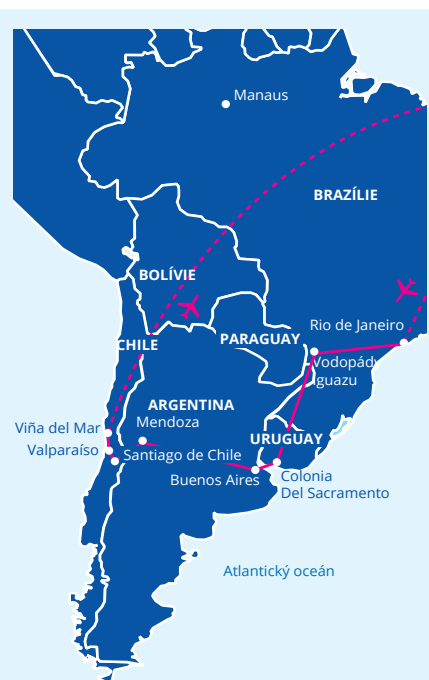 Manaus
BRAZÍLIE
BOLÍVIE
Rio de Janeiro
CHILE
PARAGUAY
Vodopády
Iguazu
ARGENTINA
Mendoza
Viña del Mar
URUGUAY
Valparaíso
Santiago de Chile
Buenos Aires
Colonia
Del Sacramento
Atlantický oceán